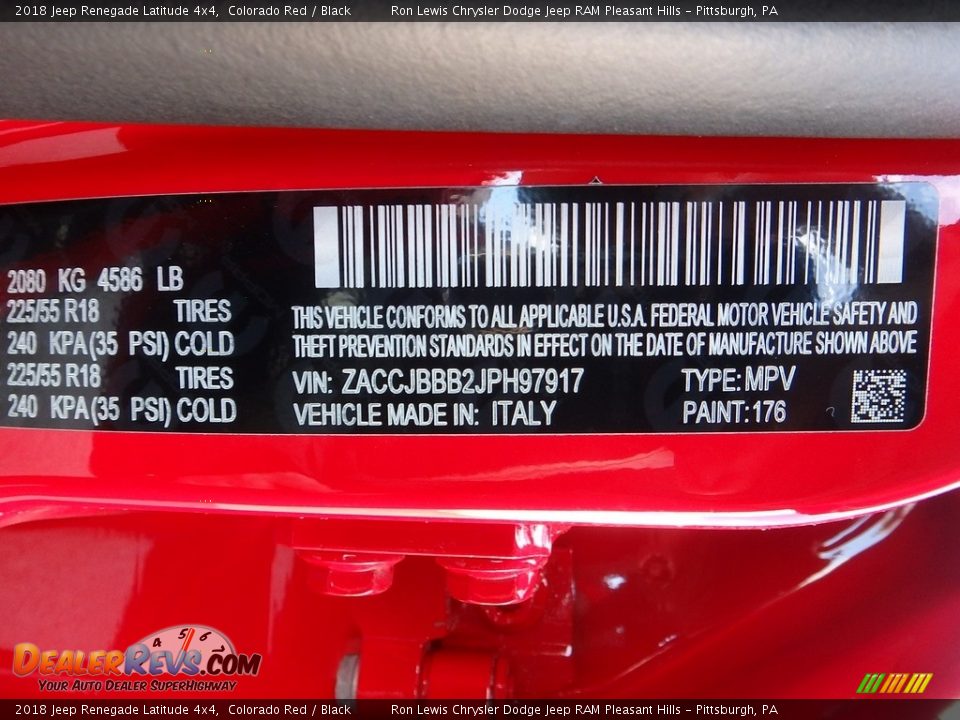 2018 Jeep Renegade Latitude 4x4, Colorado Red / Black Ron Lewis Chrysler Dodge Jeep RAM Pleasant Hills - Pittsburgh, PA
2080 KG 4586 LB
225/55 R18 TIRES
240 KPA(35 PSI) COLD
225/55 R18 TIRES
240 KPA(35 PSI) COLD
THIS VEHICLE CONFORMS TO ALL APPLICABLE U.S.A. FEDERAL MOTOR VEHICLE SAFETY AND
THEFT PREVENTION STANDARDS IN EFFECT ON THE DATE OF MANUFACTURE SHOWN ABOVE
VIN: ZACCJBBB2JPH97917 TYPE: MPV
VEHICLE MADE IN: ITALY PAINT: 176
4 5 6
DEALERREVS.COM
YOUR AUTO DEALER SUPERHIGHWAY
2018 Jeep Renegade Latitude 4x4, Colorado Red / Black Ron Lewis Chrysler Dodge Jeep RAM Pleasant Hills - Pittsburgh, PA